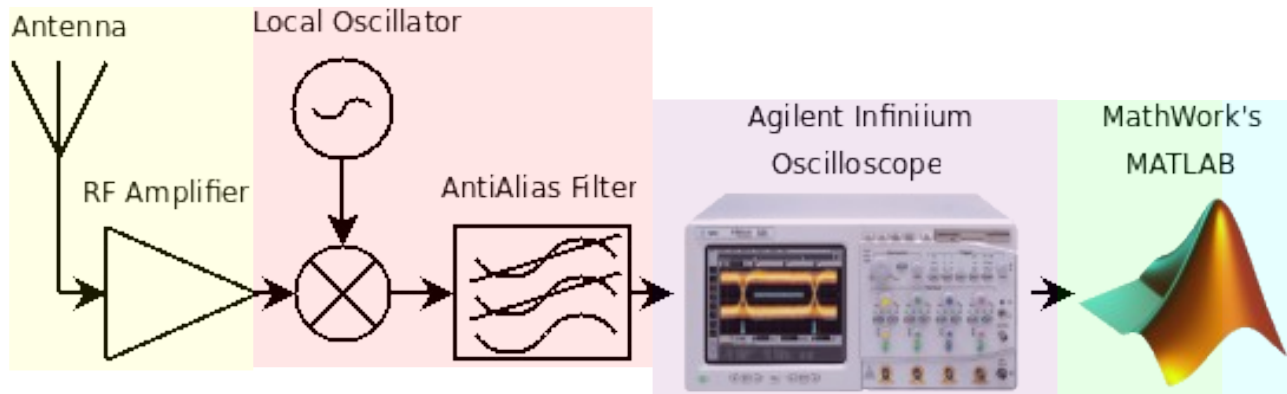 Antenna
Local Oscillator
RF Amplifier
AntiAlias Filter
Agilent Infiniium
Oscilloscope
MathWork's
MATLAB